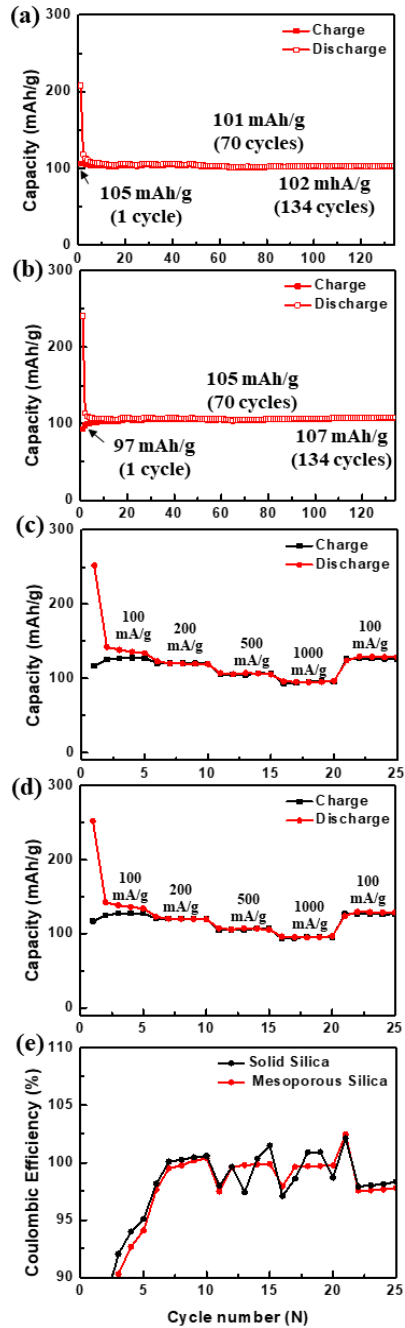 (a)
Charge
Discharge
300
200
100
0
Capacity (mAh/g)
101 mAh/g
(70 cycles)
105 mAh/g
(1 cycle)
102 mhA/g
(134 cycles)
0 20 40 60 80 100 120
(b)
Charge
Discharge
300
200
100
0
Capacity (mAh/g)
105 mAh/g
(70 cycles)
97 mAh/g
(1 cycle)
107 mAh/g
(134 cycles)
0 20 40 60 80 100 120
(c)
Charge
Discharge
300
200
100
0
Capacity (mAh/g)
100
mA/g
200
mA/g
500
mA/g
1000
mA/g
100
mA/g
0 5 10 15 20 25
(d)
Charge
Discharge
300
200
100
0
Capacity (mAh/g)
100
mA/g
200
mA/g
500
mA/g
1000
mA/g
100
mA/g
0 5 10 15 20 25
(e)
Solid Silica
Mesoporous Silica
110
105
100
95
90
Coulombic Efficiency (%)
0 5 10 15 20 25
Cycle number (N)